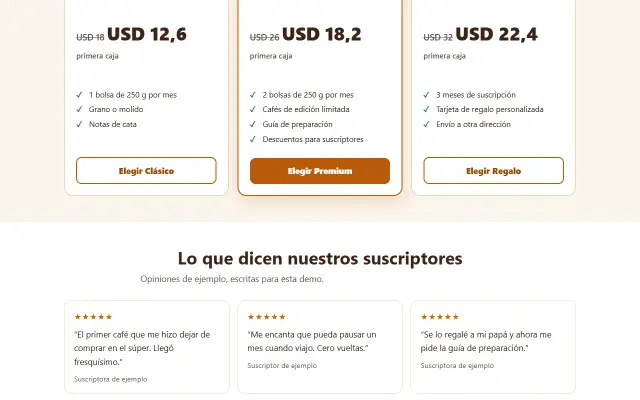 USD 18 USD 12,6
primera caja
✓ 1 bolsa de 250 g por mes
✓ Grano o molido
✓ Notas de cata
Elegir Clásico
USD 26 USD 18,2
primera caja
✓ 2 bolsas de 250 g por mes
✓ Cafés de edición limitada
✓ Guía de preparación
✓ Descuentos para suscriptores
Elegir Premium
USD 32 USD 22,4
primera caja
✓ 3 meses de suscripción
✓ Tarjeta de regalo personalizada
✓ Envío a otra dirección
Elegir Regalo
Lo que dicen nuestros suscriptores
Opiniones de ejemplo, escritas para esta demo.
★★★★★
“El primer café que me hizo dejar de
comprar en el súper. Llegó
fresquísimo.”
Suscriptora de ejemplo
★★★★★
“Me encanta que pueda pausar un
mes cuando viajo. Cero vueltas.”
Suscriptor de ejemplo
★★★★★
“Se lo regalé a mi papá y ahora me
pide la guía de preparación.”
Suscriptora de ejemplo